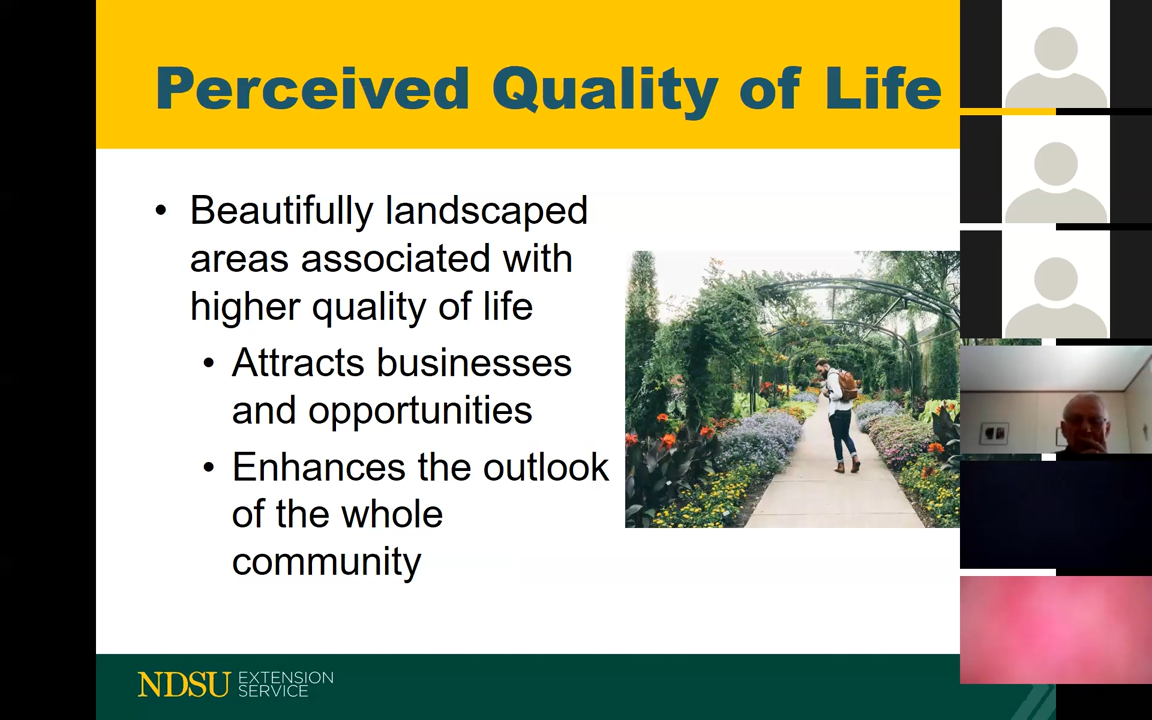 Perceived Quality of Life
• Beautifully landscaped
areas associated with
higher quality of life
• Attracts businesses
and opportunities
• Enhances the outlook
of the whole
community
NDSU EXTENSION
SERVICE